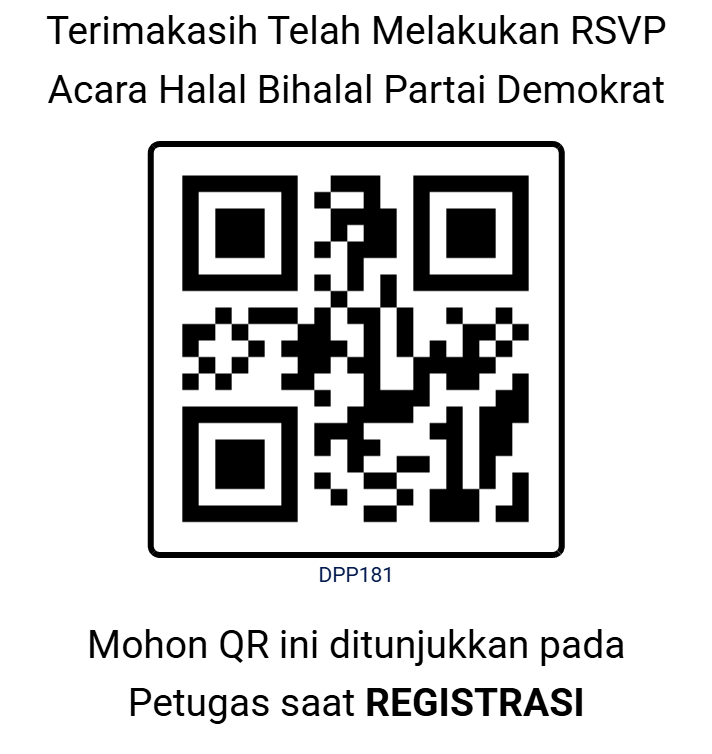 Terimakasih Telah Melakukan RSVP
Acara Halal Bihalal Partai Demokrat
DPP181
Mohon QR ini ditunjukkan pada
Petugas saat REGISTRASI